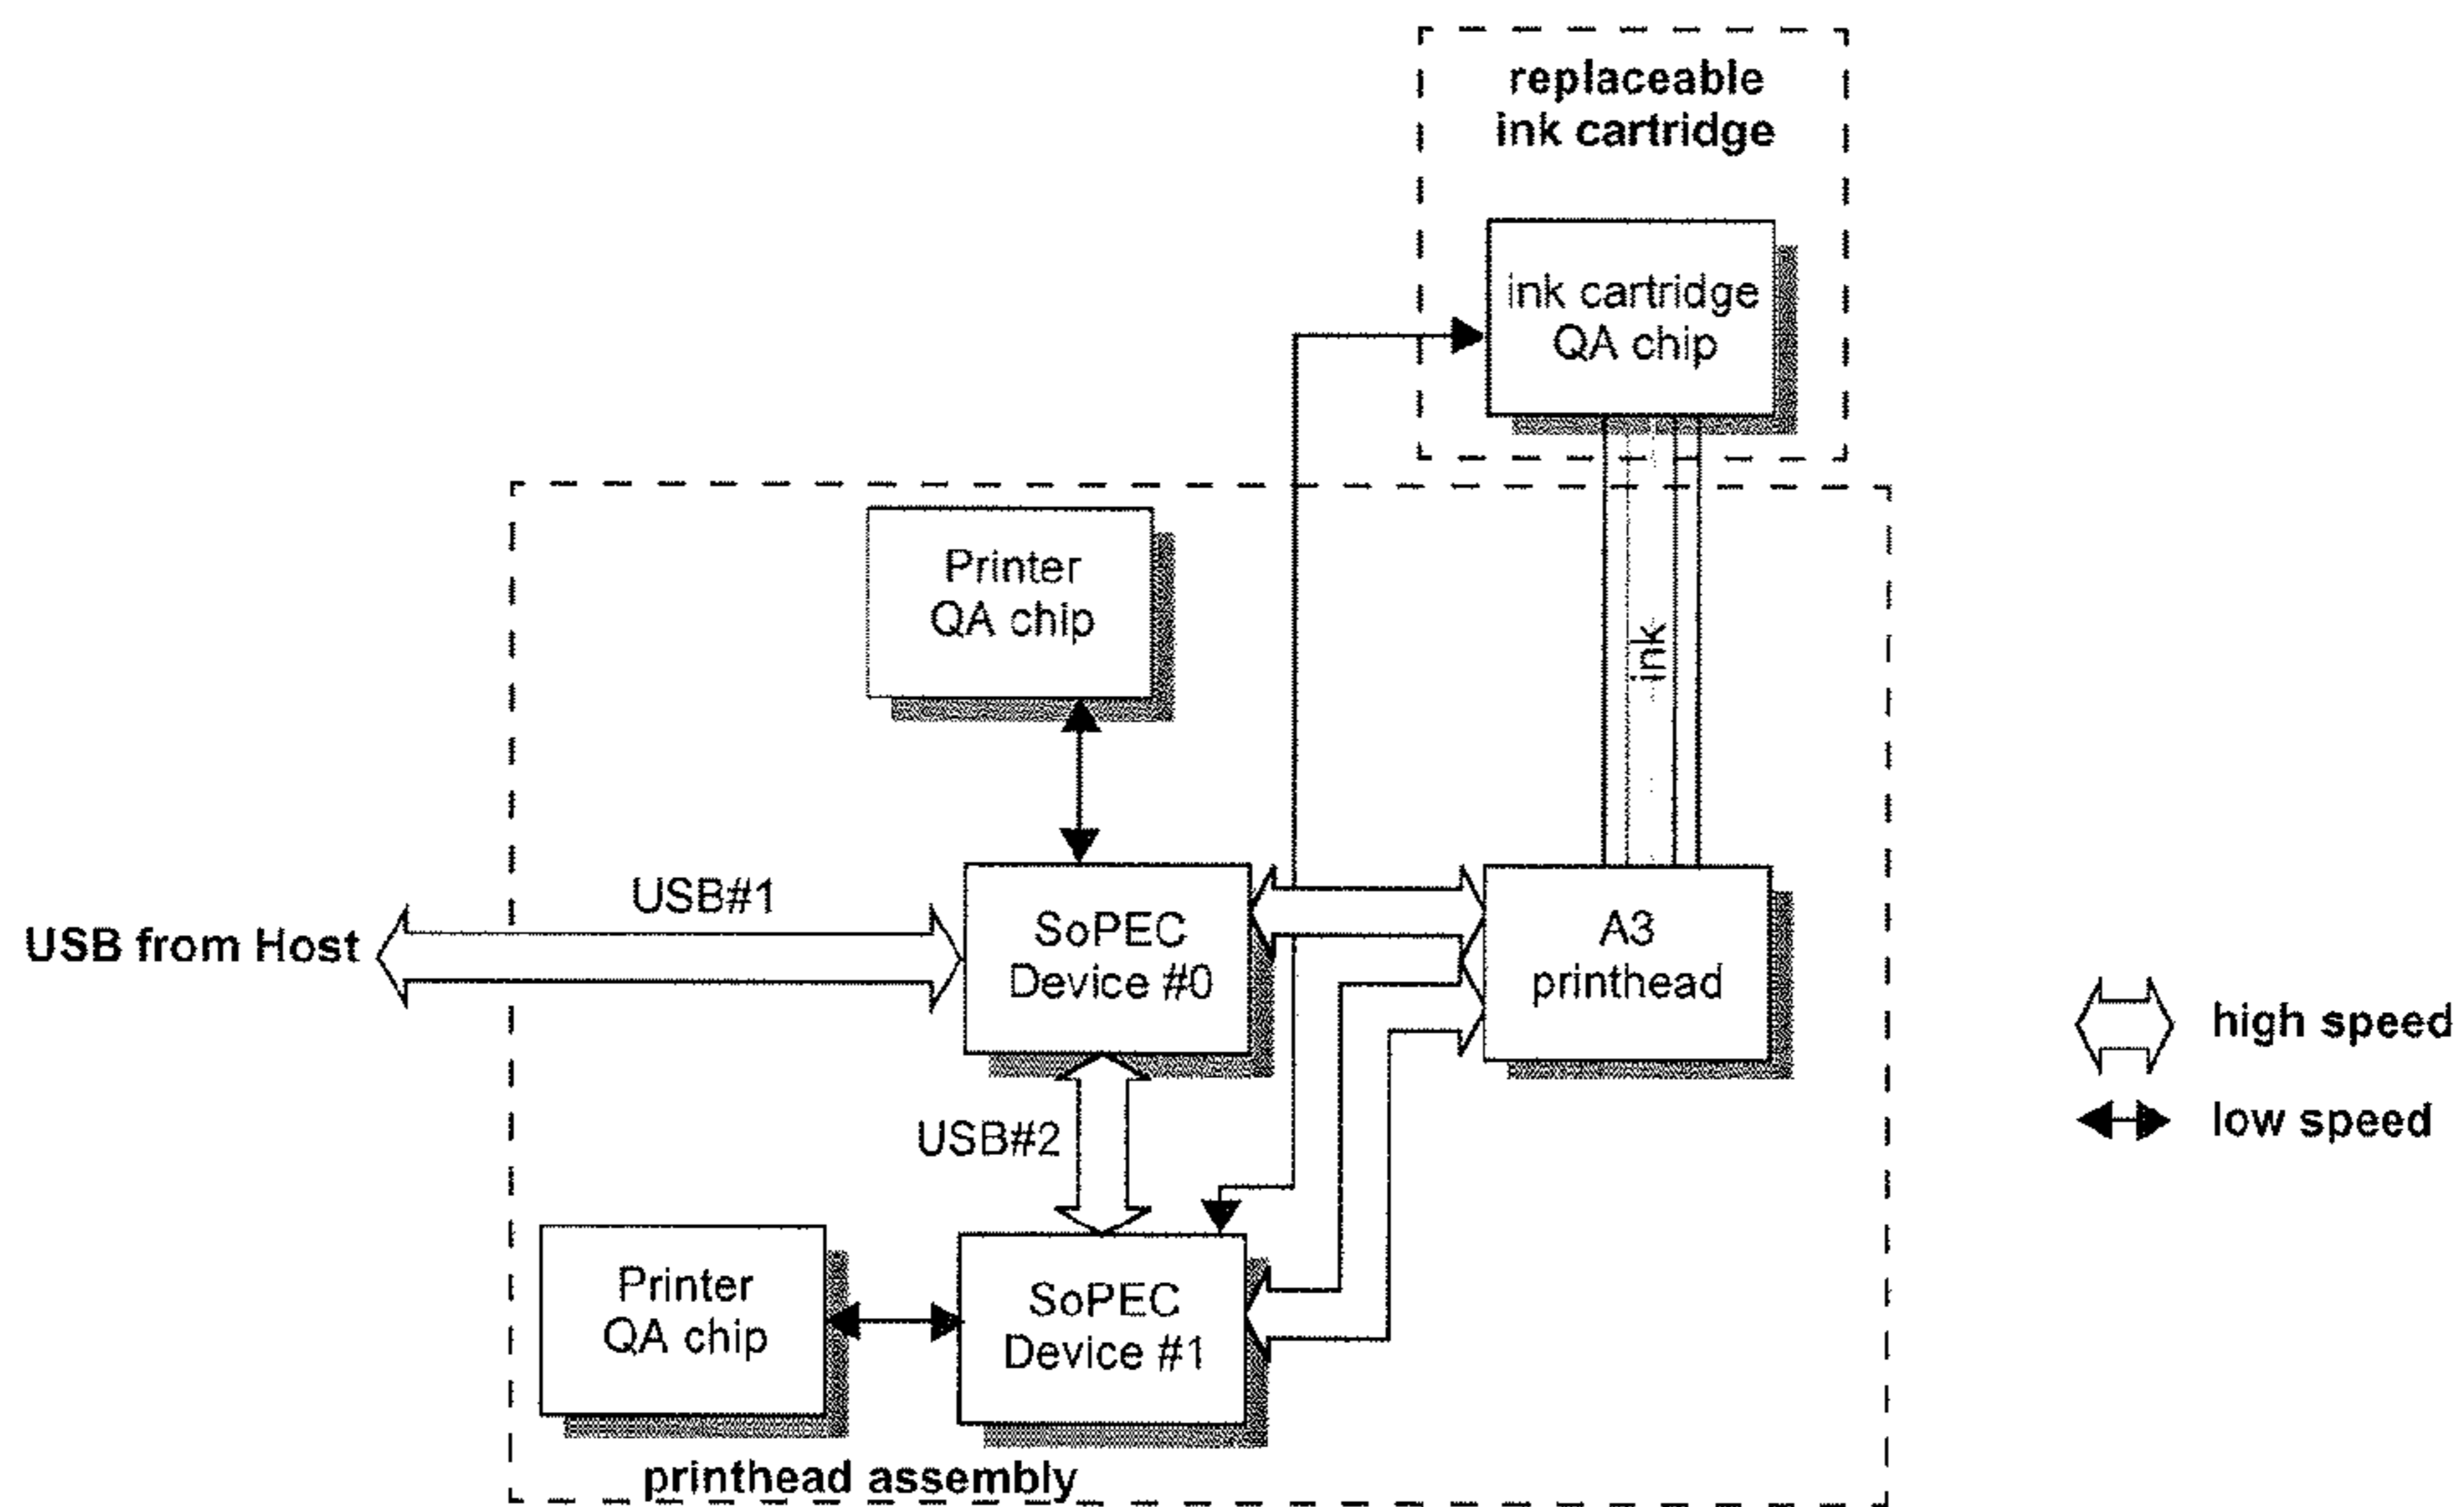 replaceable
ink cartridge
ink cartridge
QA chip
Printer
QA chip
ink
USB#1
USB from Host
SoPEC
Device #0
A3
printhead
high speed
low speed
USB#2
Printer
QA chip
SoPEC
Device #1
printhead assembly